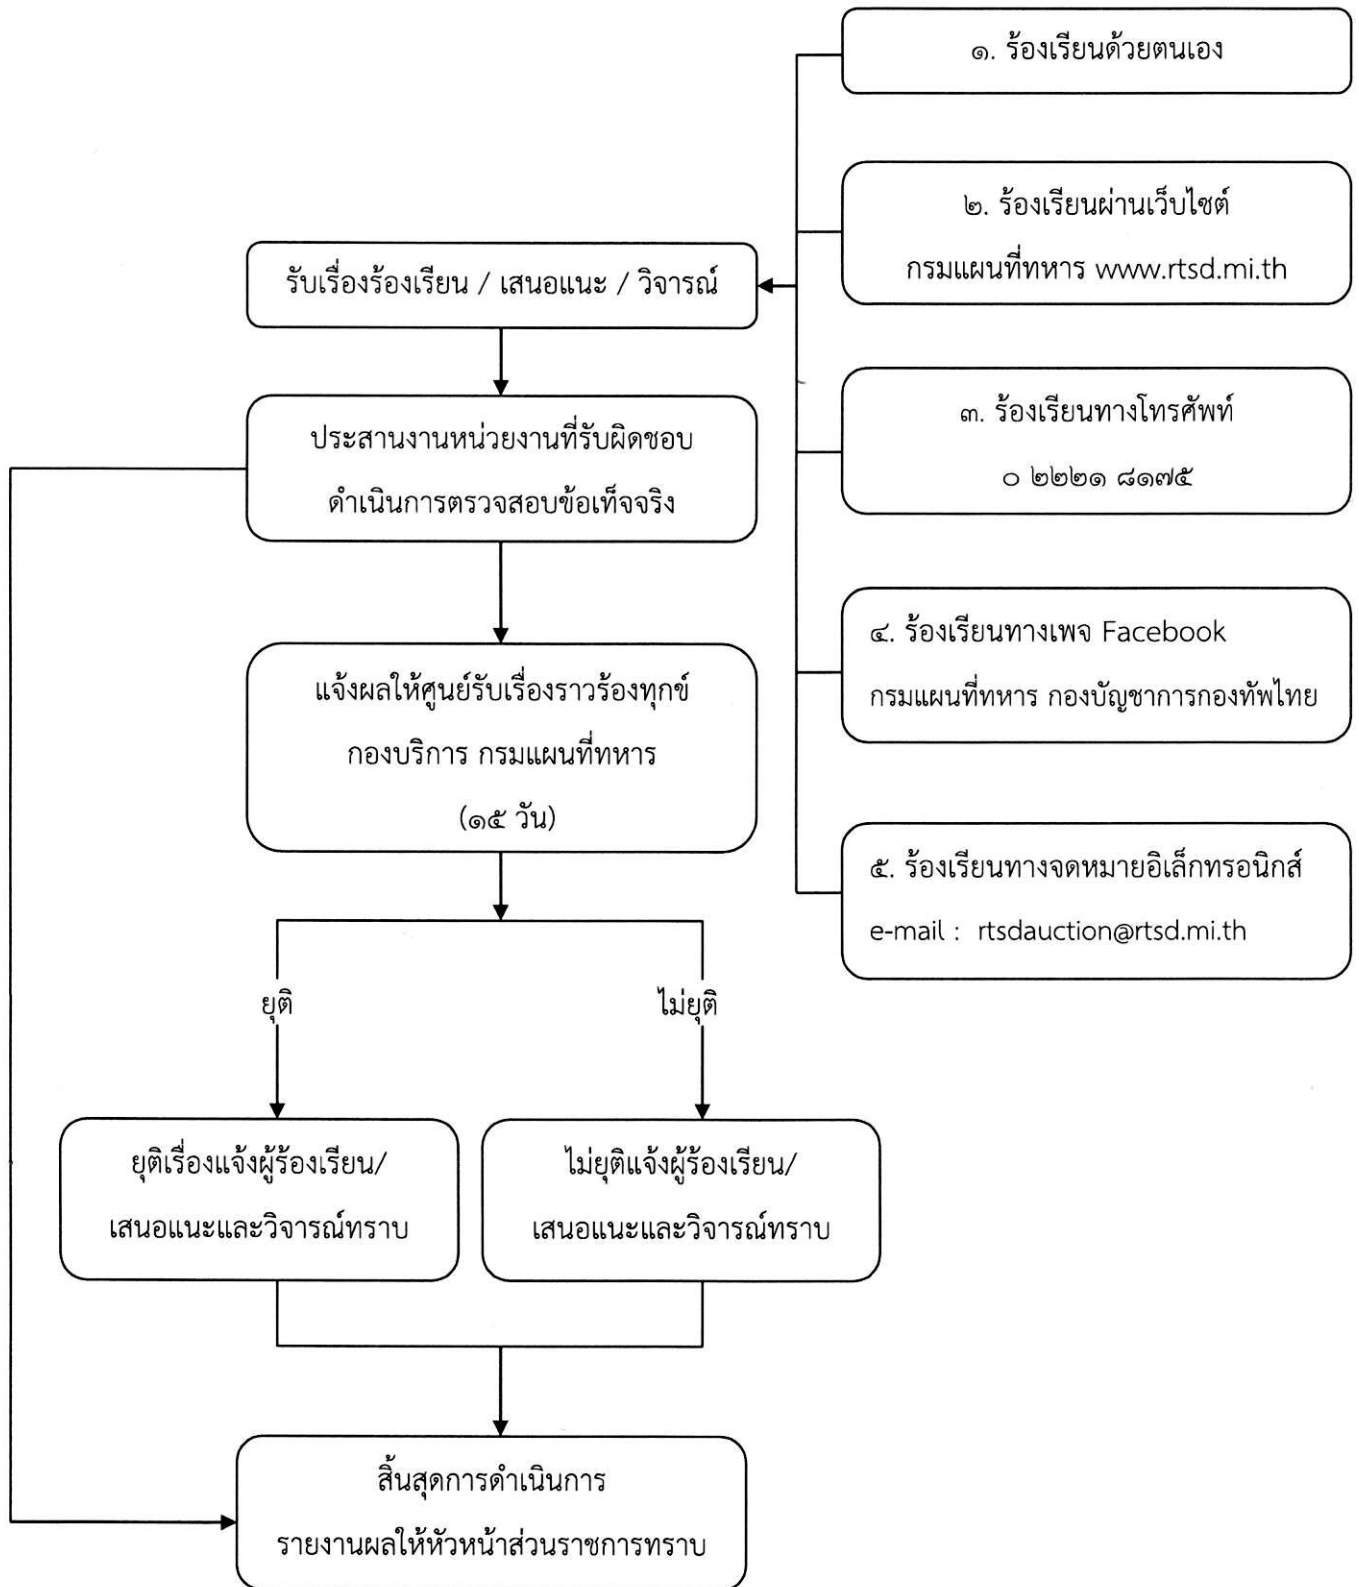 ๑. ร้องเรียนด้วยตนเอง
๒. ร้องเรียนผ่านเว็บไซต์
กรมแผนที่ทหาร www.rtsd.mi.th
รับเรื่องร้องเรียน / เสนอแนะ / วิจารณ์
๓. ร้องเรียนทางโทรศัพท์
๐ ๒๒๒๑ ๘๑๗๕
ประสานงานหน่วยงานที่รับผิดชอบ
ดำเนินการตรวจสอบข้อเท็จจริง
๔. ร้องเรียนทางเพจ Facebook
กรมแผนที่ทหาร กองบัญชาการกองทัพไทย
แจ้งผลให้ศูนย์รับเรื่องราวร้องทุกข์
กองบริการ กรมแผนที่ทหาร
(๑๕ วัน)
๕. ร้องเรียนทางจดหมายอิเล็กทรอนิกส์
e-mail : rtsdauction@rtsd.mi.th
ยุติ
ไม่ยุติ
ยุติเรื่องแจ้งผู้ร้องเรียน/
เสนอแนะและวิจารณ์ทราบ
ไม่ยุติแจ้งผู้ร้องเรียน/
เสนอแนะและวิจารณ์ทราบ
สิ้นสุดการดำเนินการ
รายงานผลให้หัวหน้าส่วนราชการทราบ